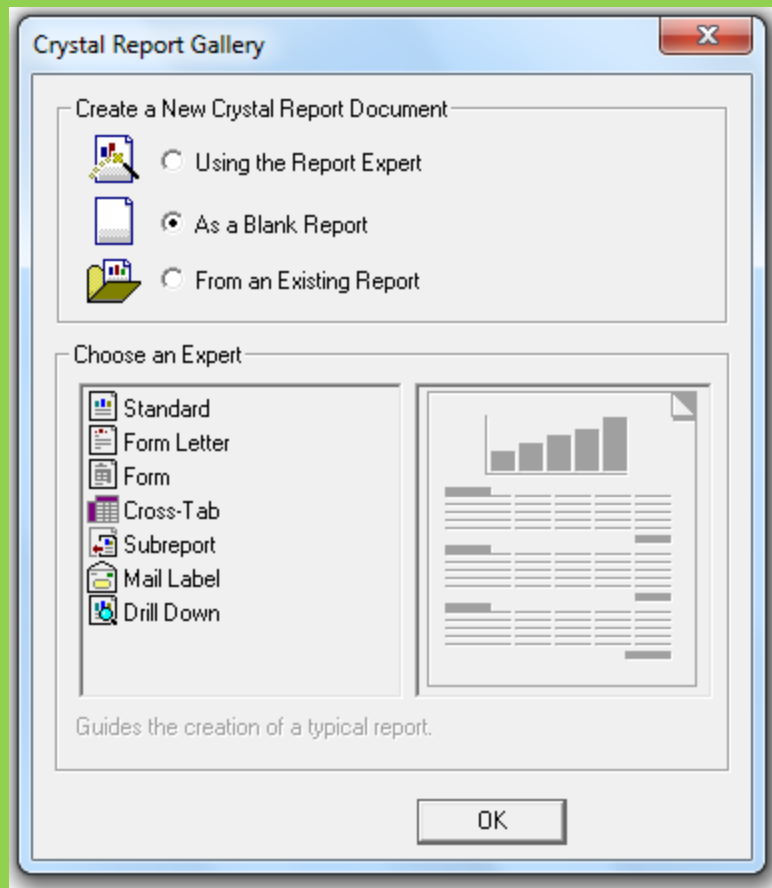 Crystal Report Gallery
Create a New Crystal Report Document
Using the Report Expert
As a Blank Report
From an Existing Report
Choose an Expert
Standard
Form Letter
Form
Cross-Tab
Subreport
Mail Label
Drill Down
Guides the creation of a typical report.
OK